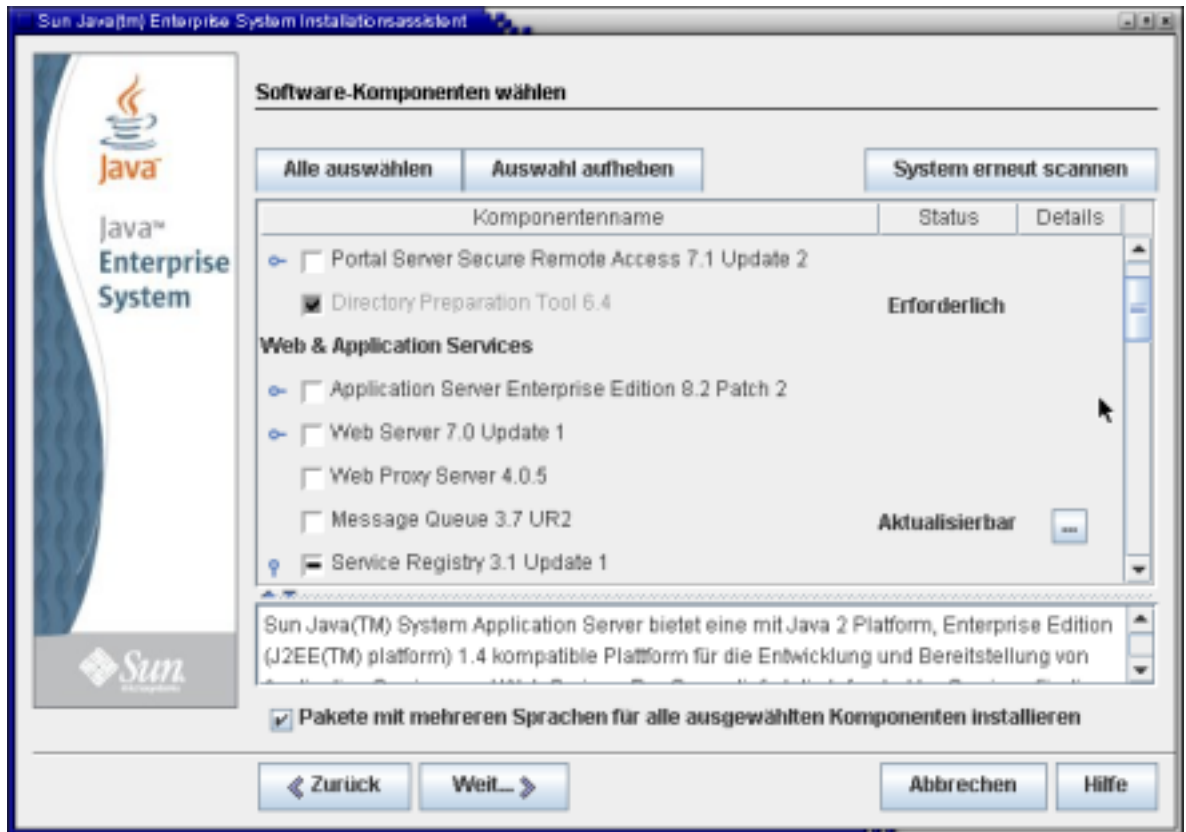 Sun Java(tm) Enterprise System Installationsassistent
Java
Java™
Enterprise
System
Sun
microsystems
Software-Komponenten wählen
Alle auswählen Auswahl aufheben System erneut scannen
Komponentenname Status Details
Portal Server Secure Remote Access 7.1 Update 2
Directory Preparation Tool 6.4 Erforderlich
Web & Application Services
Application Server Enterprise Edition 8.2 Patch 2
Web Server 7.0 Update 1
Web Proxy Server 4.0.5
Message Queue 3.7 UR2 Aktualisierbar ...
Service Registry 3.1 Update 1
Sun Java(TM) System Application Server bietet eine mit Java 2 Platform, Enterprise Edition
(J2EE(TM) platform) 1.4 kompatible Plattform für die Entwicklung und Bereitstellung von
Pakete mit mehreren Sprachen für alle ausgewählten Komponenten installieren
Zurück Weit... Abbrechen Hilfe